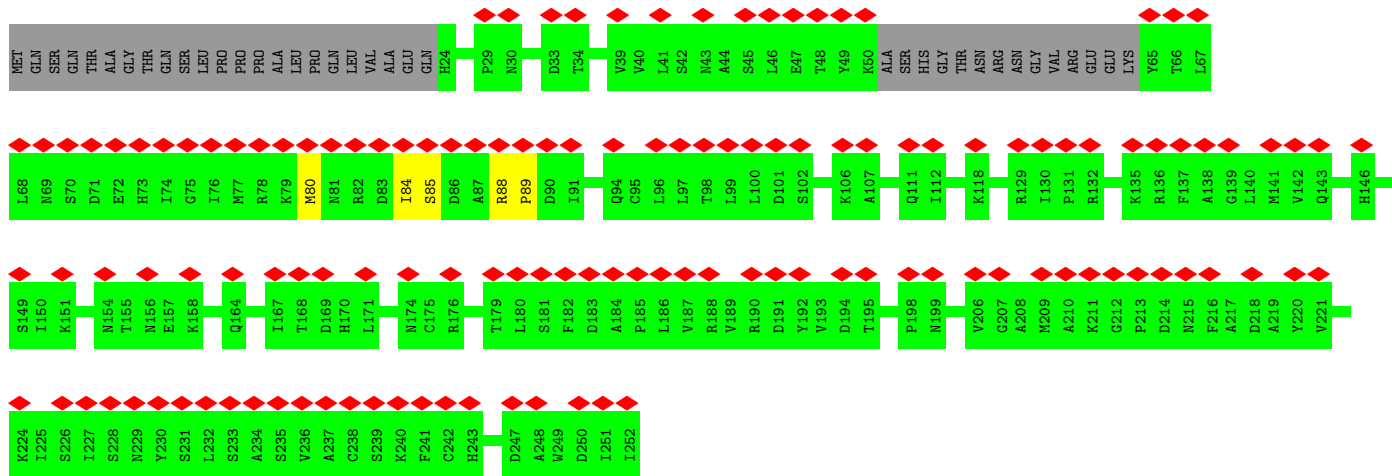 MET GLN SER GLN THR ALA GLY THR GLN SER LEU PRO PRO PRO ALA LEU PRO GLN LEU VAL ALA GLU GLN H24 P29 N30 D33 T34 V39 V40 L41 S42 N43 A44 S45 L46 E47 T48 Y49 K50 ALA SER HIS GLY THR ASN ARG ASN GLY VAL ARG GLU GLU LYS Y65 T66 L67
L68 N69 S70 D71 E72 H73 I74 G75 I76 M77 R78 K79 M80 N81 R82 D83 I84 S85 D86 A87 R88 P89 D90 I91 Q94 C95 L96 L97 T98 L99 L100 D101 S102 K106 A107 Q111 I112 K118 R129 I130 P131 R132 K135 R136 F137 A138 G139 L140 M141 V142 Q143 H146
S149 I150 K151 N154 T155 N156 E157 K158 Q164 I167 T168 D169 H170 L171 N174 C175 R176 T179 L180 S181 F182 D183 A184 P185 L186 V187 R188 V189 R190 D191 Y192 V193 D194 T195 P198 N199 V206 G207 A208 M209 A210 K211 G212 P213 D214 N215 F216 A217 D218 A219 Y220 V221
K224 I225 S226 I227 S228 N229 Y230 S231 L232 S233 A234 S235 V236 A237 C238 S239 K240 F241 C242 H243 D247 A248 W249 D250 I251 I252